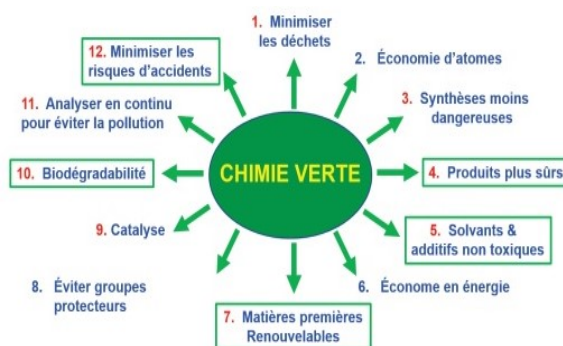 1. Minimiser
les déchets
2. Économie d'atomes
3. Synthèses moins
dangereuses
4. Produits plus sûrs
5. Solvants &
additifs non toxiques
6. Économe en énergie
7. Matières premières
Renouvelables
8. Éviter groupes
protecteurs
9. Catalyse
10. Biodégradabilité
11. Analyser en continu
pour éviter la pollution
12. Minimiser les
risques d'accidents
CHIMIE VERTE